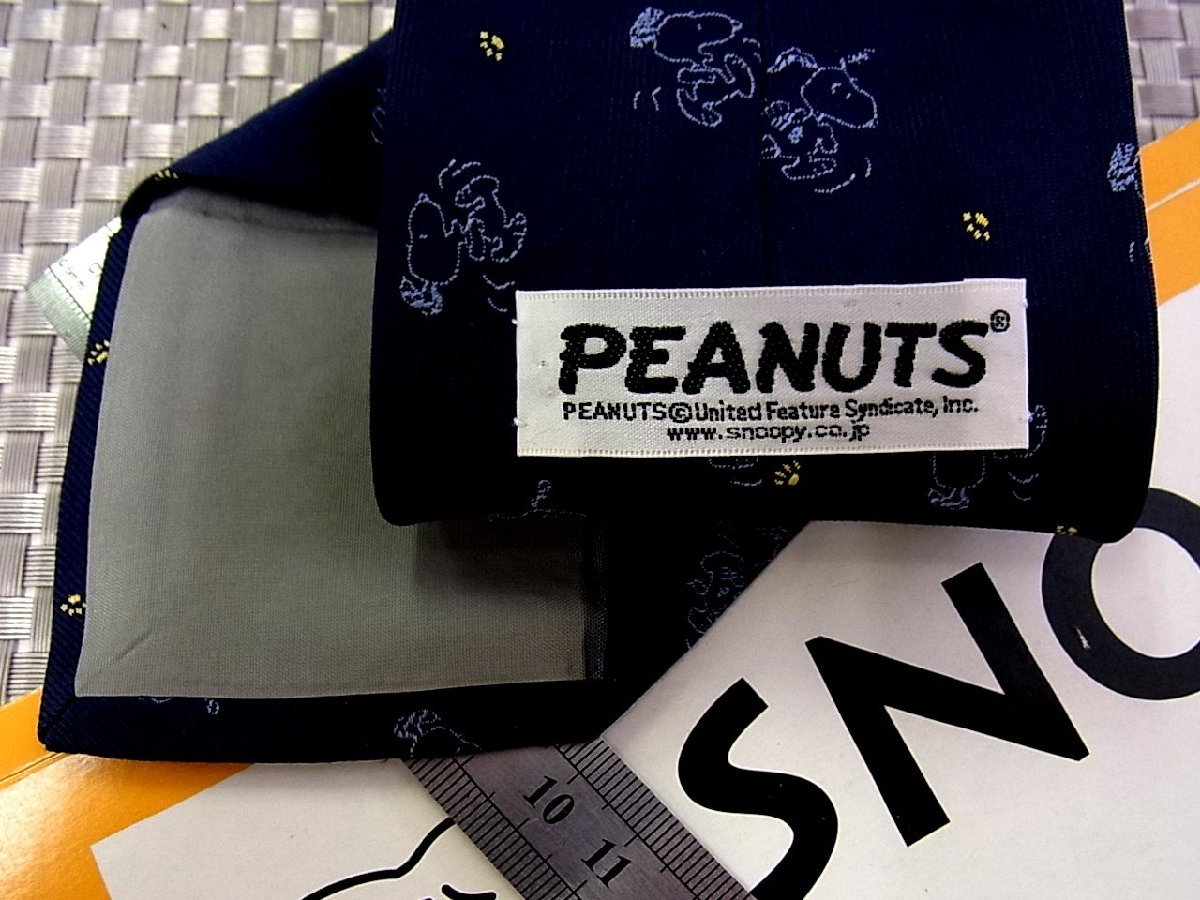 PEANUTS®
PEANUTS©United Feature Syndicate, Inc.
www.snoopy.co.jp
SNO
10
11